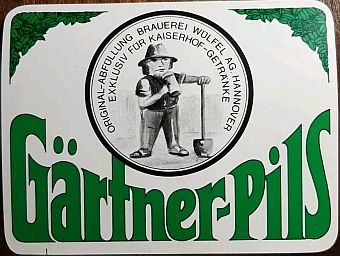 ORIGINAL-ABFÜLLUNG BRAUEREI WÜLFEL AG. HANNOVER
EXKLUSIV FÜR KAISERHOF-GETRÄNKE
Gärtner-Pils